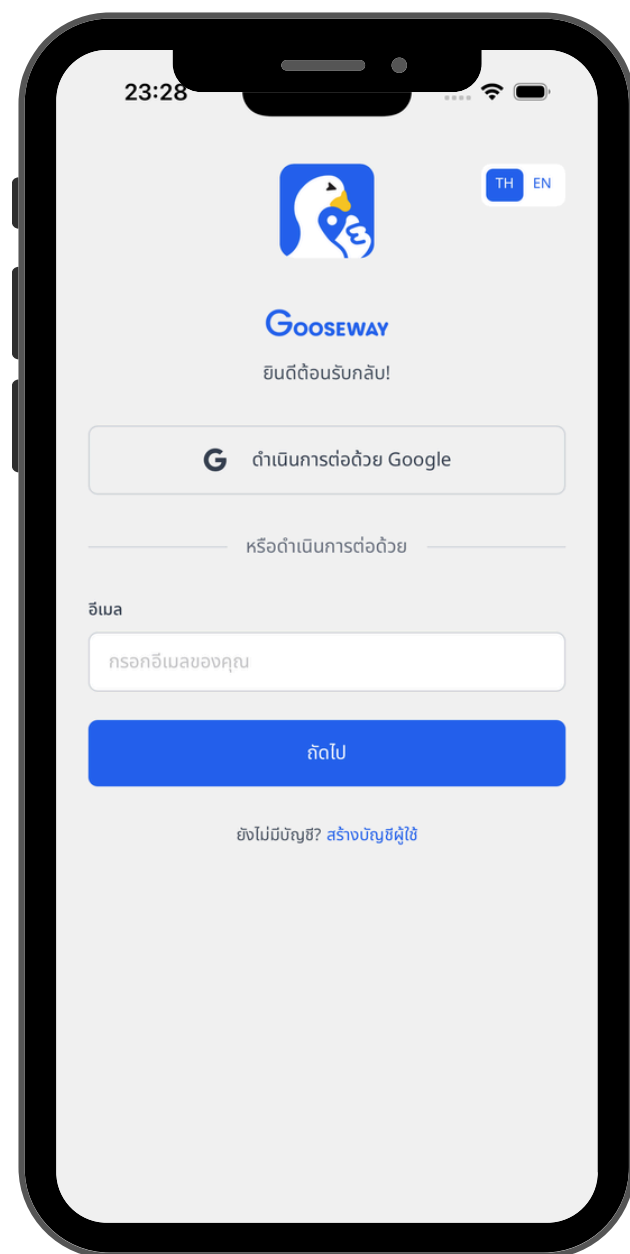 23:28
TH EN
GOOSEWAY
ยินดีต้อนรับกลับ!
G ดำเนินการต่อด้วย Google
หรือดำเนินการต่อด้วย
อีเมล
กรอกอีเมลของคุณ
ถัดไป
ยังไม่มีบัญชี? สร้างบัญชีผู้ใช้